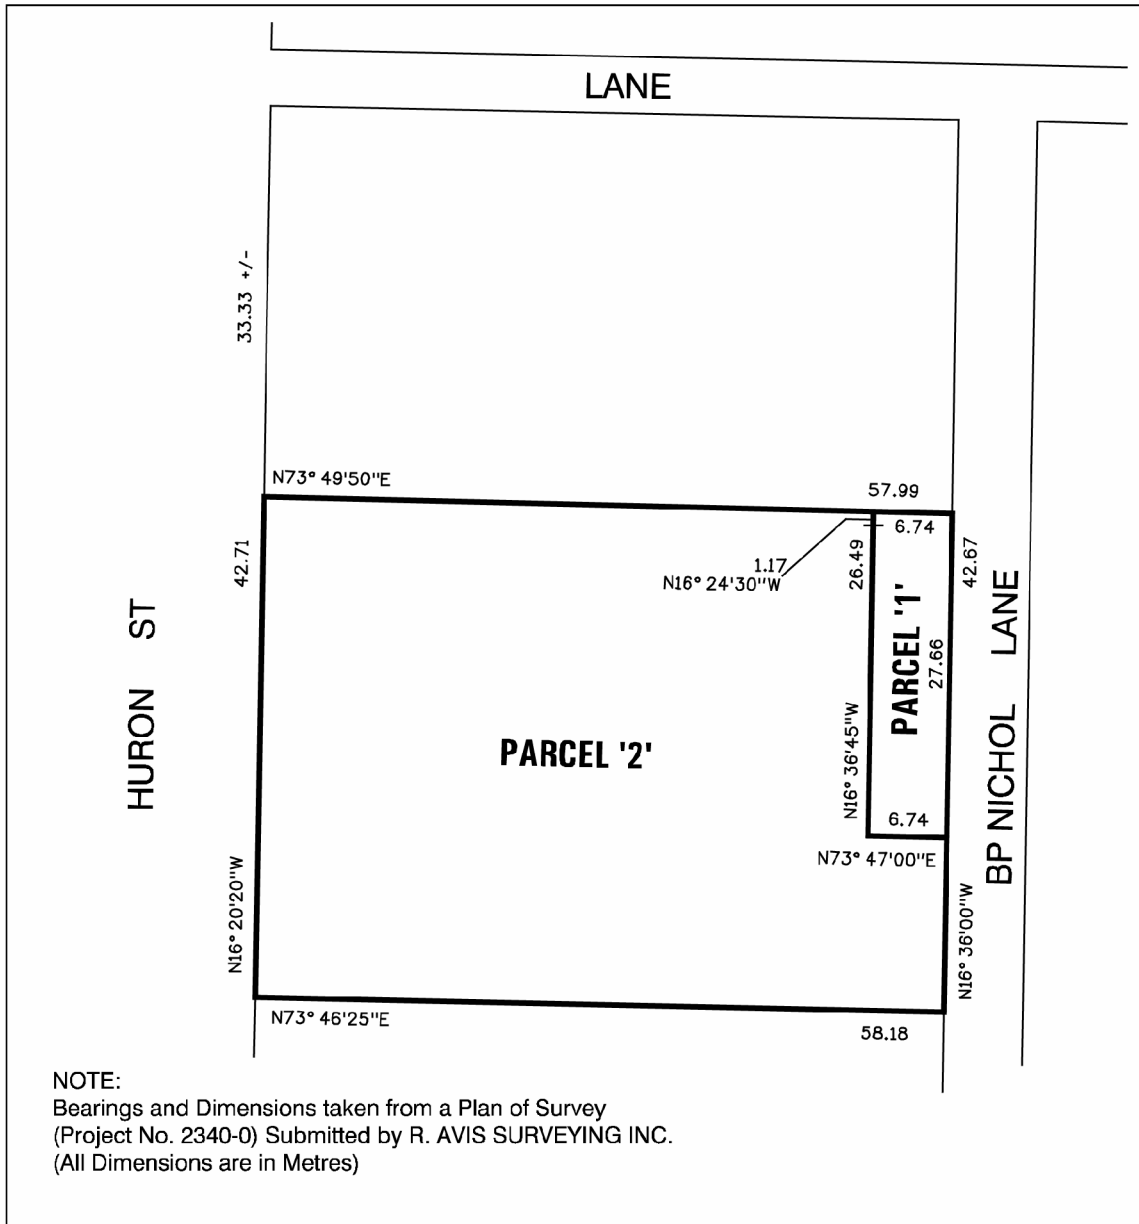 LANE
33.33 +/-
N73° 49'50"E
57.99
6.74
42.71
1.17
N16° 24'30"W
26.49
42.67
PARCEL '1'
27.66
HURON ST
BP NICHOL LANE
PARCEL '2'
N16° 36'45"W
6.74
N73° 47'00"E
N16° 20'20"W
N16° 36'00"W
N73° 46'25"E
58.18
NOTE:
Bearings and Dimensions taken from a Plan of Survey
(Project No. 2340-0) Submitted by R. AVIS SURVEYING INC.
(All Dimensions are in Metres)